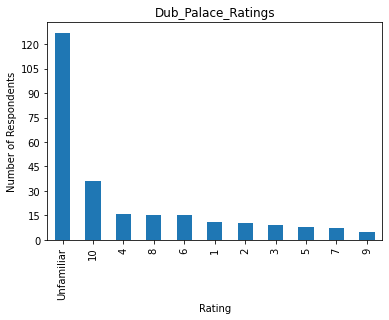 Dub_Palace_Ratings
Number of Respondents
120
105
90
75
60
45
30
15
0
Unfamiliar 10 4 8 6 1 2 3 5 7 9
Rating